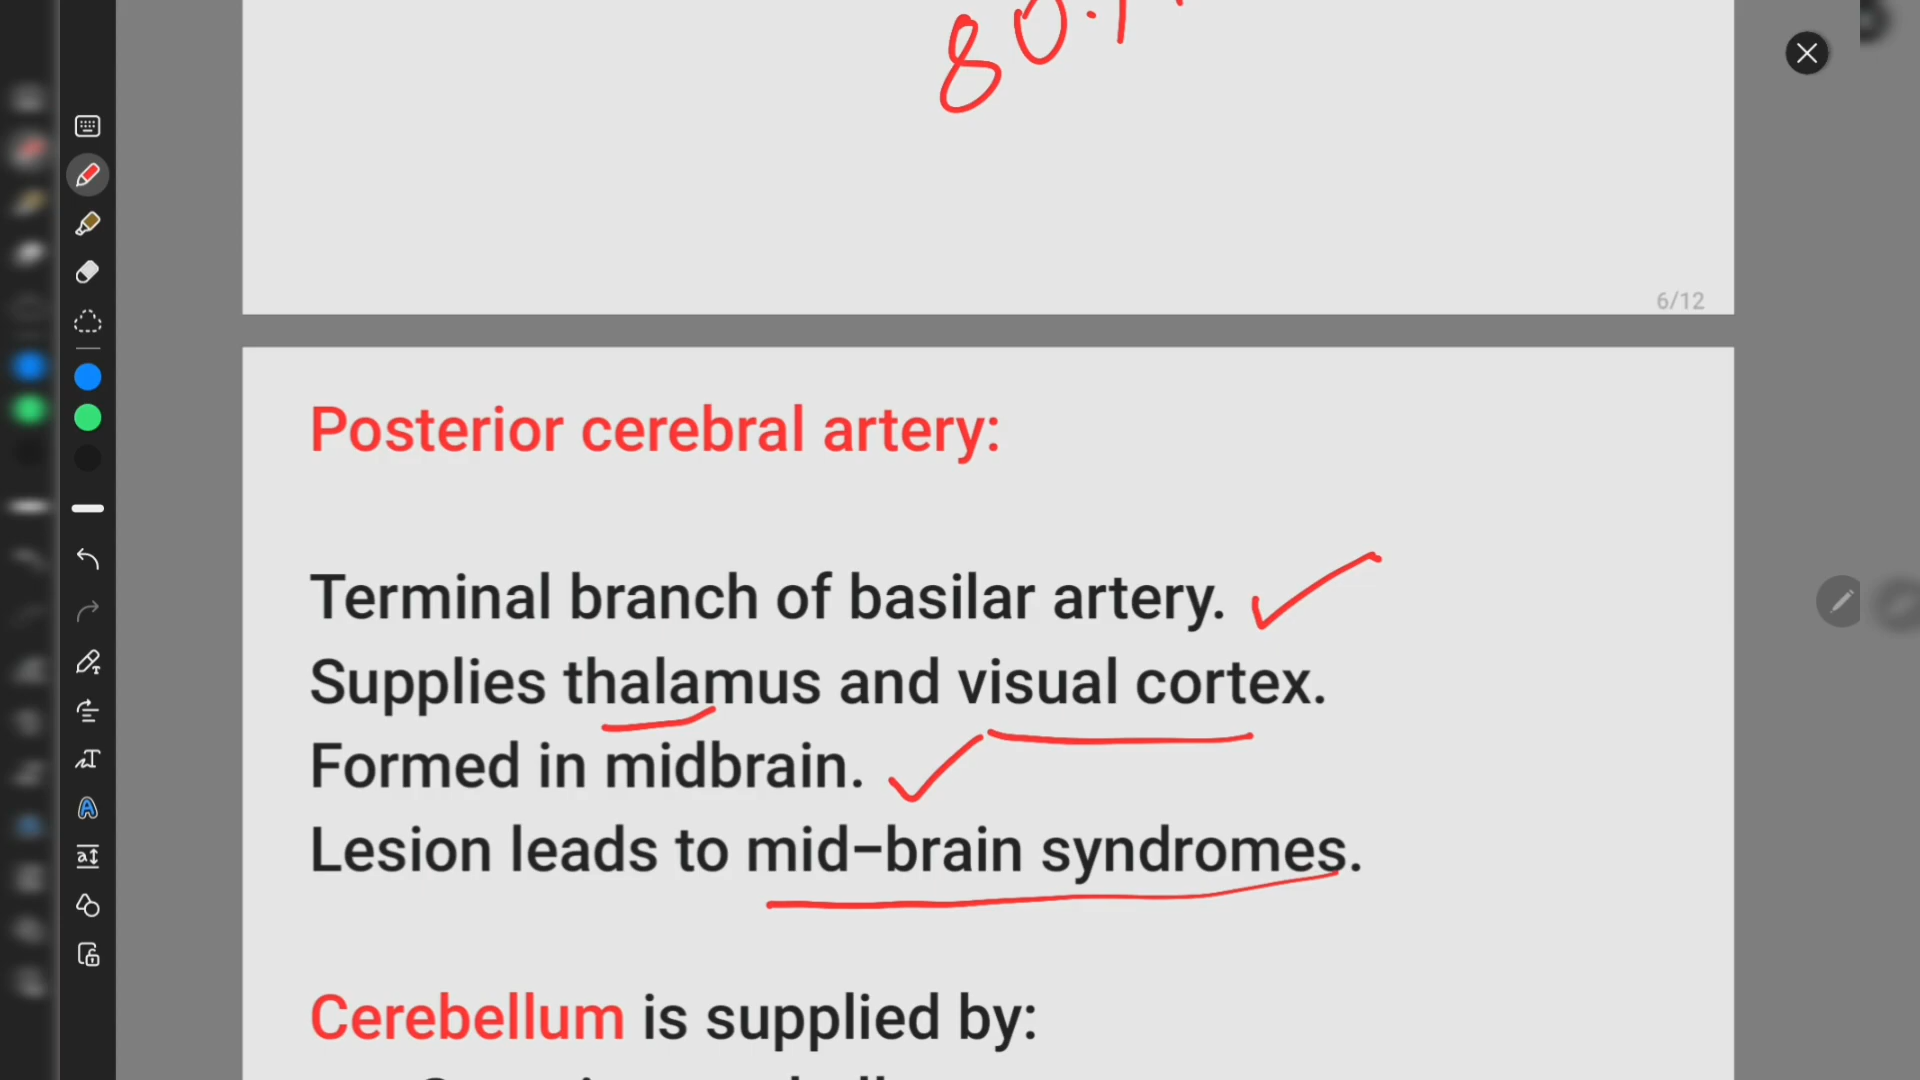 80.
6/12
Posterior cerebral artery:
Terminal branch of basilar artery.
Supplies thalamus and visual cortex.
Formed in midbrain.
Lesion leads to mid-brain syndromes.
Cerebellum is supplied by: